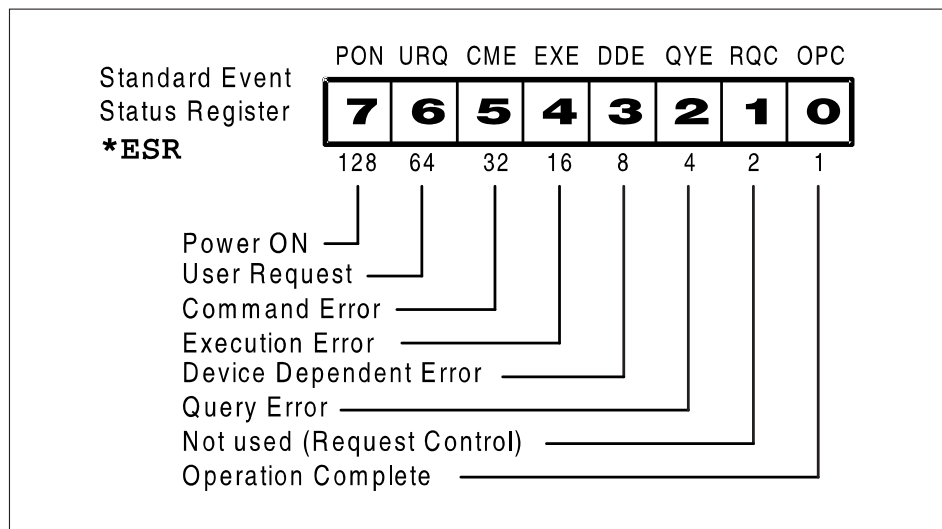 PON URQ CME EXE DDE QYE RQC OPC
Standard Event
Status Register
*ESR
7 6 5 4 3 2 1 0
128 64 32 16 8 4 2 1
Power ON
User Request
Command Error
Execution Error
Device Dependent Error
Query Error
Not used (Request Control)
Operation Complete